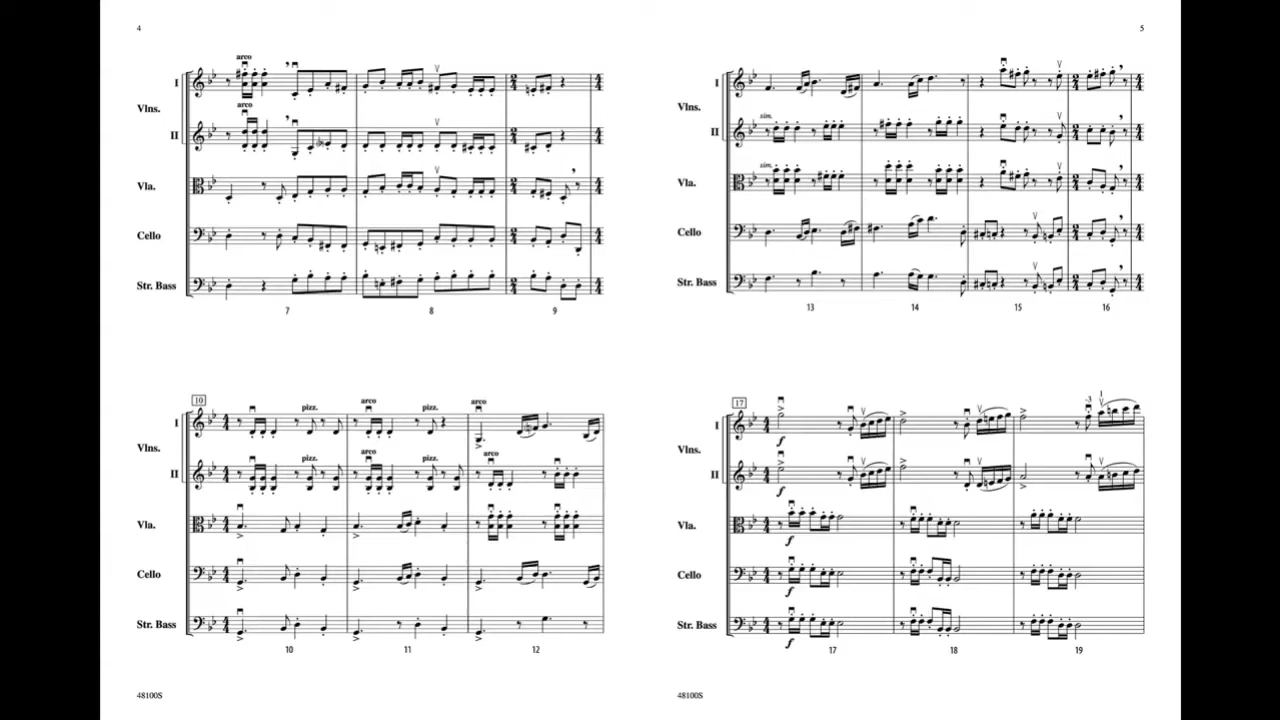 4
arco
I
Vlns.
arco
II
Vla.
Cello
Str. Bass
7 8 9
10
pizz. arco pizz. arco
I
Vlns.
pizz. arco pizz. arco
II
Vla.
Cello
Str. Bass
10 11 12
48100S
5
I
Vlns.
sim.
II
sim.
Vla.
Cello
Str. Bass
13 14 15 16
17
-3 1
I
f
Vlns.
II
f
Vla.
f
Cello
f
Str. Bass
f
17 18 19
48100S